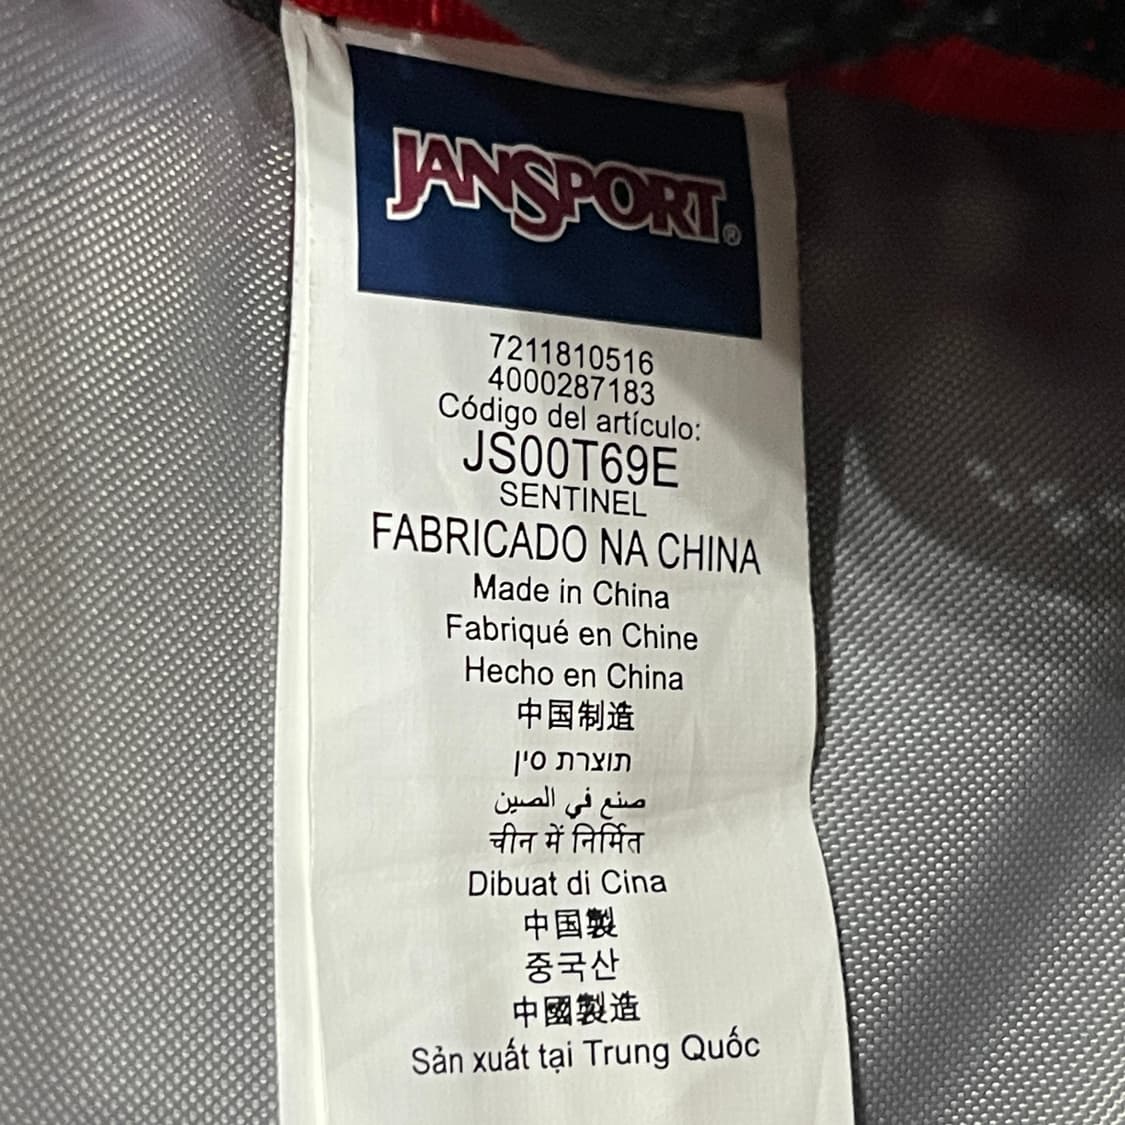 JANSPORT®
7211810516
4000287183
Código del artículo:
JS00T69E
SENTINEL
FABRICADO NA CHINA
Made in China
Fabriqué en Chine
Hecho en China
中国制造
תוצרת סין
صنع في الصين
चीन में निर्मित
Dibuat di Cina
中国製
중국산
中國製造
Sản xuất tại Trung Quốc